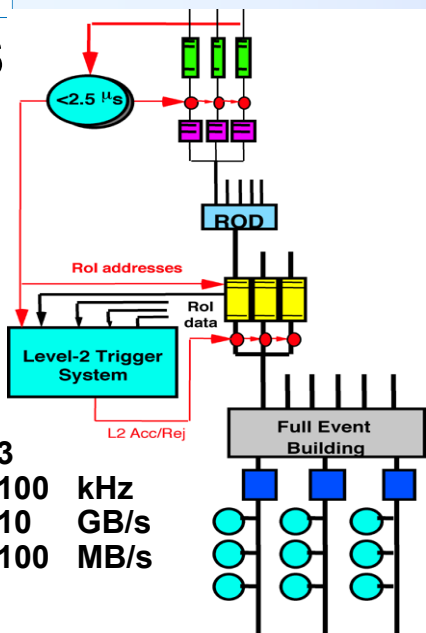 <2.5 μs
ROD
RoI addresses
RoI
data
Level-2 Trigger
System
L2 Acc/Rej
Full Event
Building
3
100 kHz
10 GB/s
100 MB/s